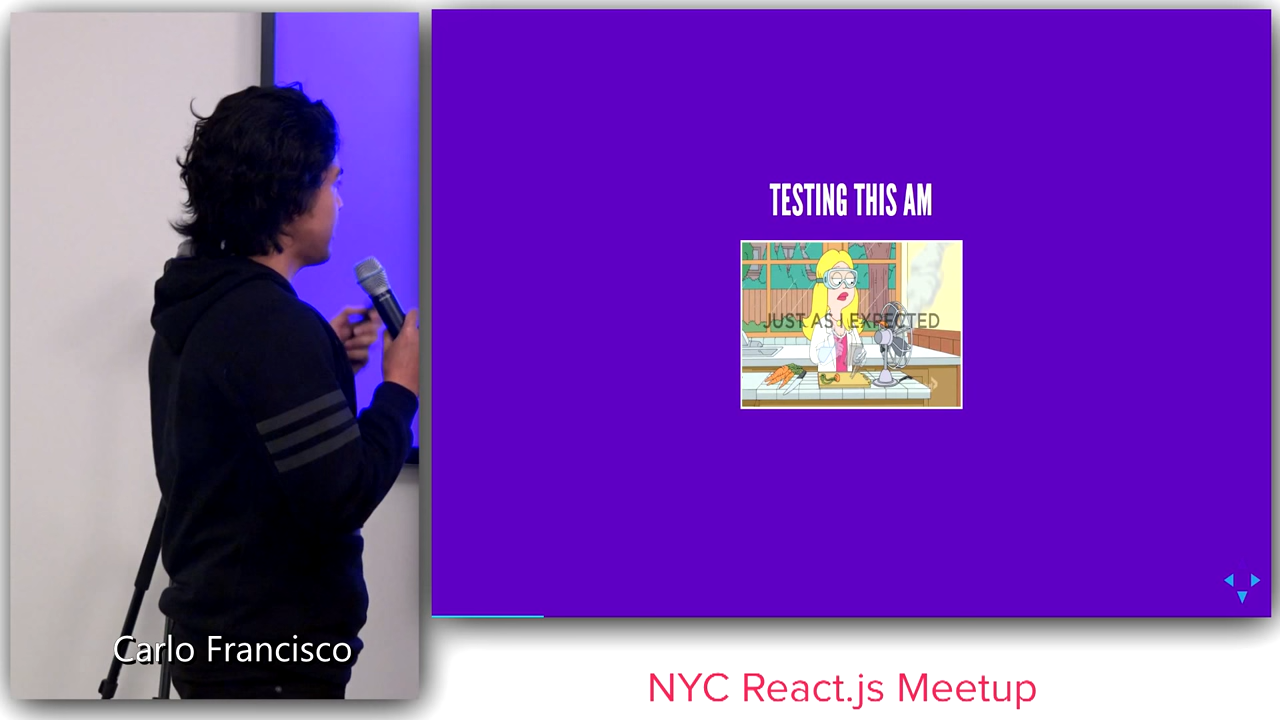 TESTING THIS AM
JUST AS I EXPECTED
Carlo Francisco
NYC React.js Meetup